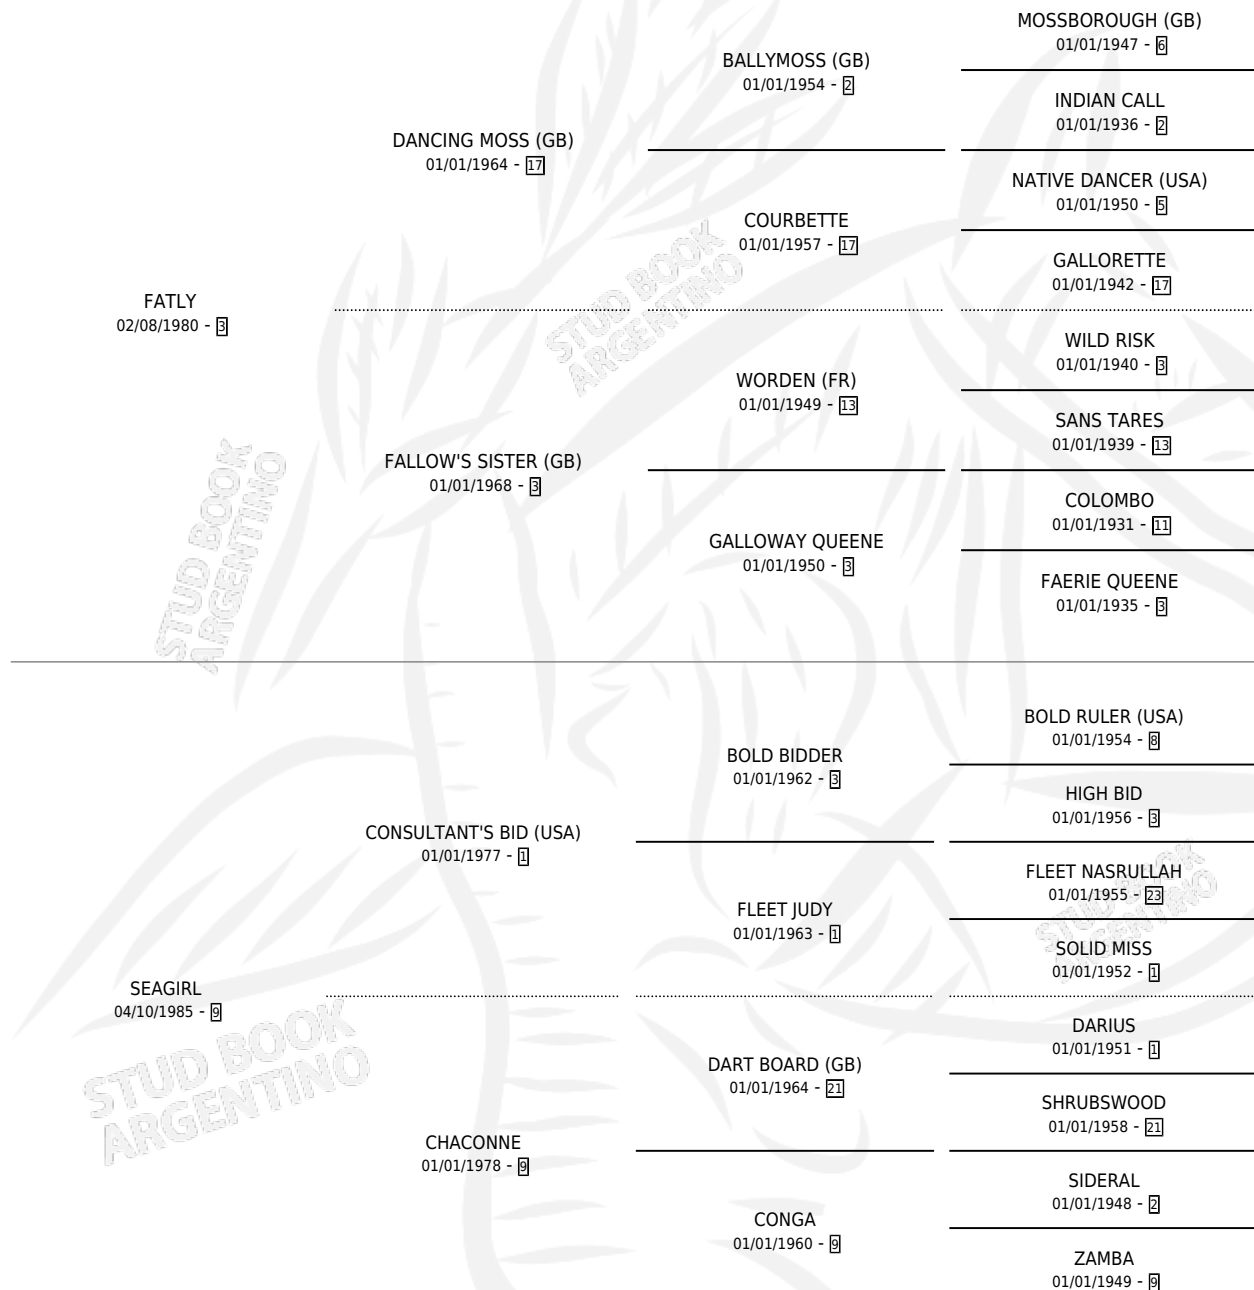 MOSSBOROUGH (GB)
01/01/1947 - 6
BALLYMOSS (GB)
01/01/1954 - 2
INDIAN CALL
01/01/1936 - 2
DANCING MOSS (GB)
01/01/1964 - 17
NATIVE DANCER (USA)
01/01/1950 - 5
COURBETTE
01/01/1957 - 17
GALLORETTE
01/01/1942 - 17
FATLY
02/08/1980 - 3
WILD RISK
01/01/1940 - 3
WORDEN (FR)
01/01/1949 - 13
SANS TARES
01/01/1939 - 13
FALLOW'S SISTER (GB)
01/01/1968 - 3
COLOMBO
01/01/1931 - 11
GALLOWAY QUEENE
01/01/1950 - 3
FAERIE QUEENE
01/01/1935 - 3
BOLD RULER (USA)
01/01/1954 - 8
BOLD BIDDER
01/01/1962 - 3
HIGH BID
01/01/1956 - 3
CONSULTANT'S BID (USA)
01/01/1977 - 1
FLEET NASRULLAH
01/01/1955 - 23
FLEET JUDY
01/01/1963 - 1
SOLID MISS
01/01/1952 - 1
SEAGIRL
04/10/1985 - 9
DARIUS
01/01/1951 - 1
DART BOARD (GB)
01/01/1964 - 21
SHRUBSWOOD
01/01/1958 - 21
CHACONNE
01/01/1978 - 9
SIDERAL
01/01/1948 - 2
CONGA
01/01/1960 - 9
ZAMBA
01/01/1949 - 9
STUD BOOK
ARGENTINO
STUD BOOK
ARGENTINO
STUD BOOK
ARGENTINO
STUD BOOK
ARGENTINO